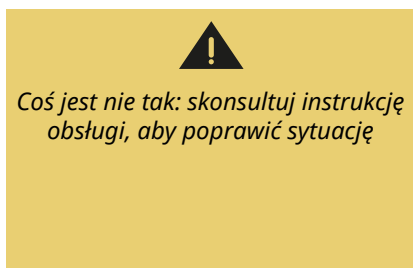 Coś jest nie tak: skonsultuj instrukcję
obsługi, aby poprawić sytuację